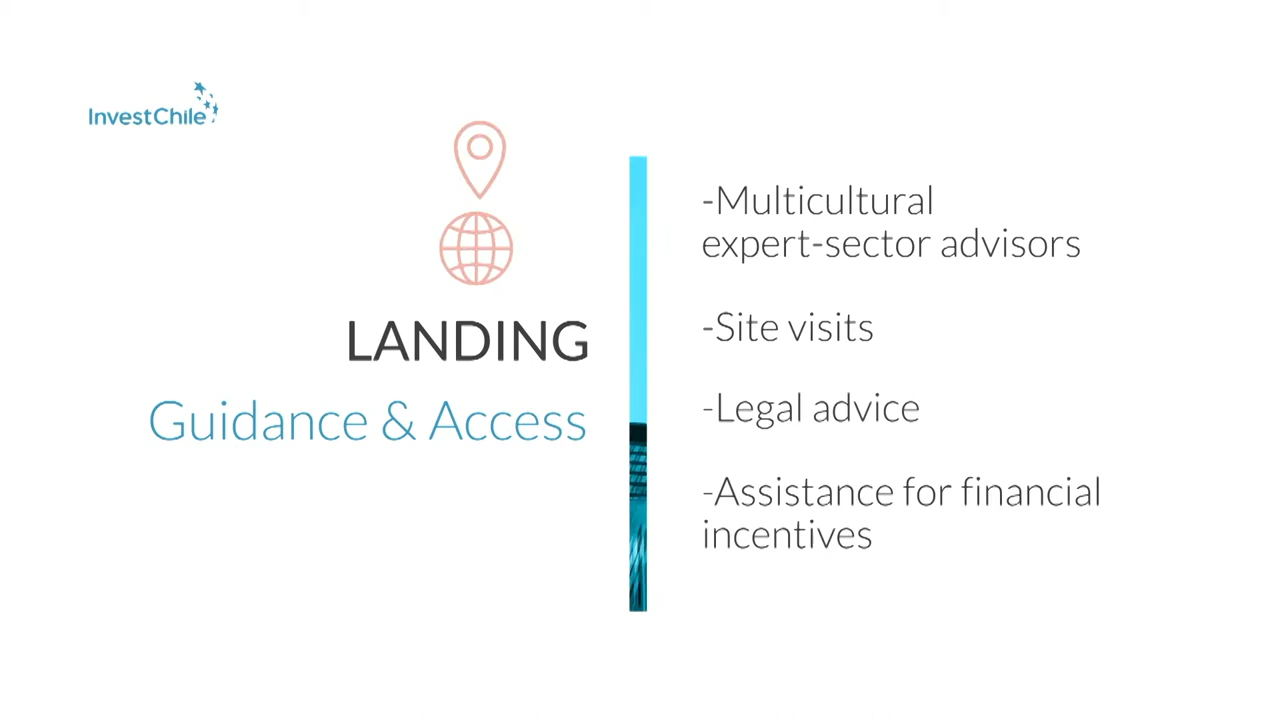 InvestChile
LANDING
Guidance & Access
-Multicultural
expert-sector advisors
-Site visits
-Legal advice
-Assistance for financial
incentives